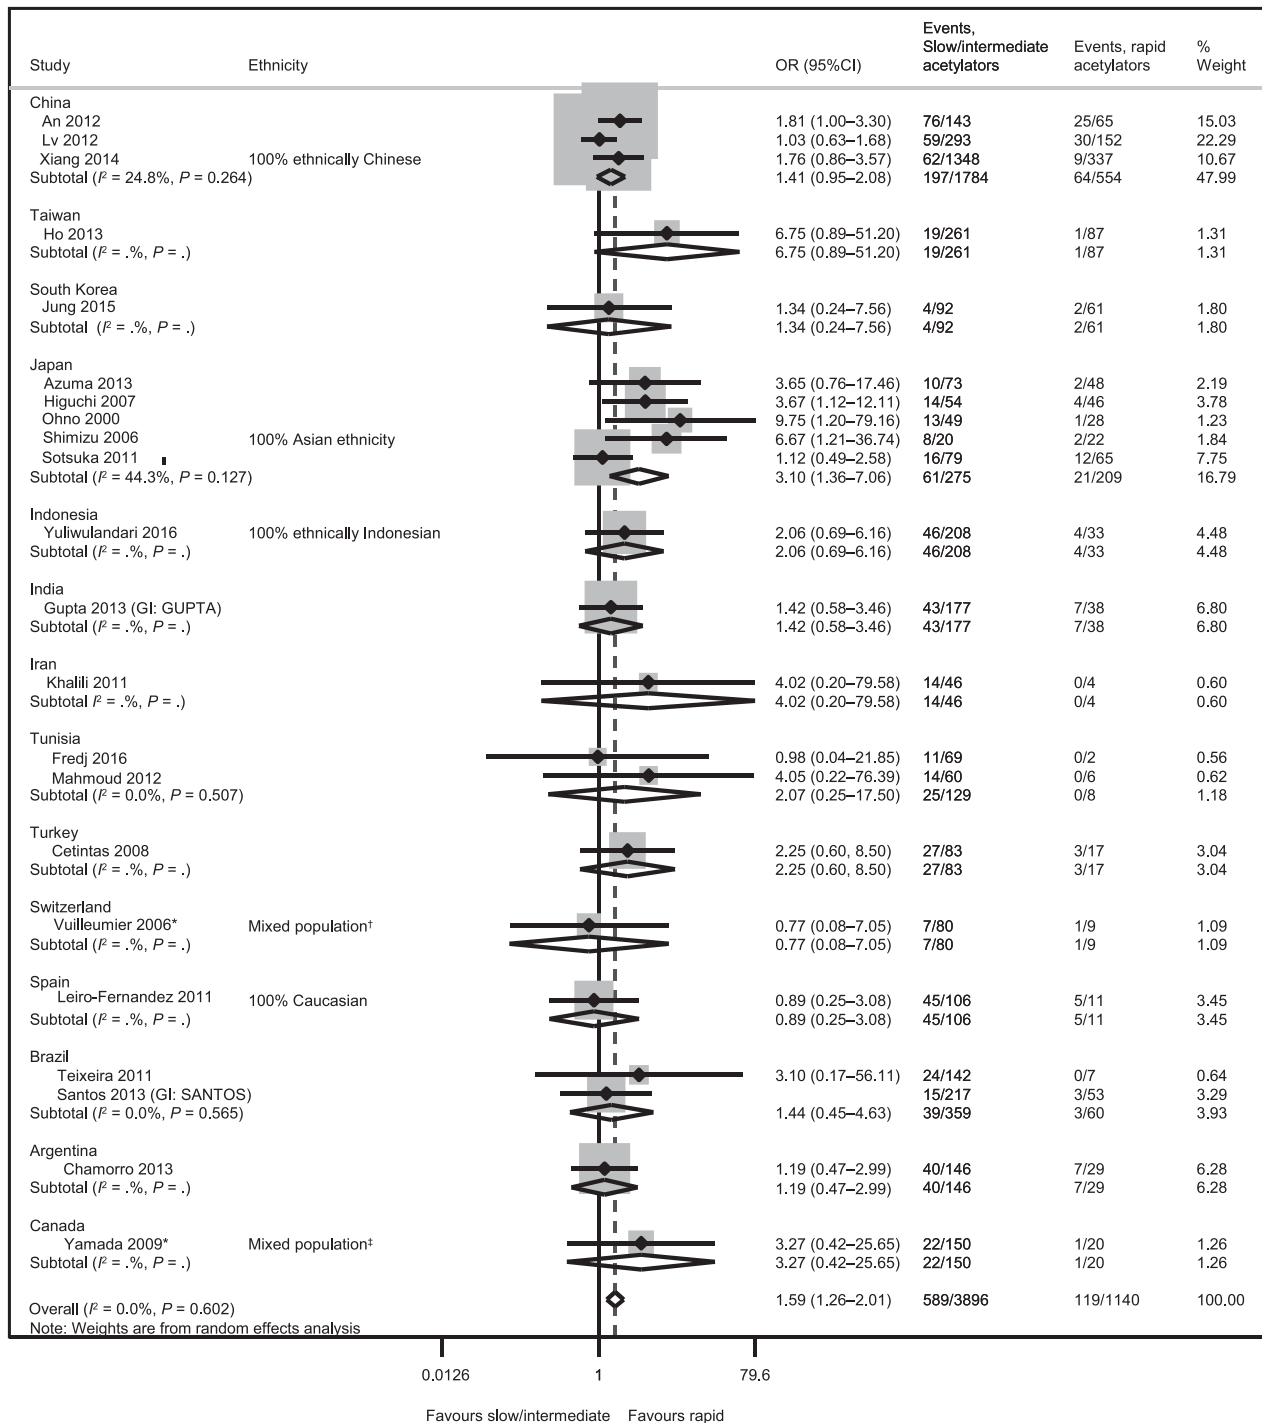 Study Ethnicity OR (95%CI) Events, Slow/intermediate acetylators Events, rapid acetylators % Weight
China
An 2012 1.81 (1.00–3.30) 76/143 25/65 15.03
Lv 2012 1.03 (0.63–1.68) 59/293 30/152 22.29
Xiang 2014 100% ethnically Chinese 1.76 (0.86–3.57) 62/1348 9/337 10.67
Subtotal (I² = 24.8%, P = 0.264) 1.41 (0.95–2.08) 197/1784 64/554 47.99
Taiwan
Ho 2013 6.75 (0.89–51.20) 19/261 1/87 1.31
Subtotal (I² = .%, P = .) 6.75 (0.89–51.20) 19/261 1/87 1.31
South Korea
Jung 2015 1.34 (0.24–7.56) 4/92 2/61 1.80
Subtotal (I² = .%, P = .) 1.34 (0.24–7.56) 4/92 2/61 1.80
Japan
Azuma 2013 3.65 (0.76–17.46) 10/73 2/48 2.19
Higuchi 2007 3.67 (1.12–12.11) 14/54 4/46 3.78
Ohno 2000 9.75 (1.20–79.16) 13/49 1/28 1.23
Shimizu 2006 100% Asian ethnicity 6.67 (1.21–36.74) 8/20 2/22 1.84
Sotsuka 2011 1.12 (0.49–2.58) 16/79 12/65 7.75
Subtotal (I² = 44.3%, P = 0.127) 3.10 (1.36–7.06) 61/275 21/209 16.79
Indonesia
Yuliwulandari 2016 100% ethnically Indonesian 2.06 (0.69–6.16) 46/208 4/33 4.48
Subtotal (I² = .%, P = .) 2.06 (0.69–6.16) 46/208 4/33 4.48
India
Gupta 2013 (GI: GUPTA) 1.42 (0.58–3.46) 43/177 7/38 6.80
Subtotal (I² = .%, P = .) 1.42 (0.58–3.46) 43/177 7/38 6.80
Iran
Khalili 2011 4.02 (0.20–79.58) 14/46 0/4 0.60
Subtotal I² = .%, P = .) 4.02 (0.20–79.58) 14/46 0/4 0.60
Tunisia
Fredj 2016 0.98 (0.04–21.85) 11/69 0/2 0.56
Mahmoud 2012 4.05 (0.22–76.39) 14/60 0/6 0.62
Subtotal (I² = 0.0%, P = 0.507) 2.07 (0.25–17.50) 25/129 0/8 1.18
Turkey
Cetintas 2008 2.25 (0.60, 8.50) 27/83 3/17 3.04
Subtotal (I² = .%, P = .) 2.25 (0.60, 8.50) 27/83 3/17 3.04
Switzerland
Vuilleumier 2006* Mixed population† 0.77 (0.08–7.05) 7/80 1/9 1.09
Subtotal (I² = .%, P = .) 0.77 (0.08–7.05) 7/80 1/9 1.09
Spain
Leiro-Fernandez 2011 100% Caucasian 0.89 (0.25–3.08) 45/106 5/11 3.45
Subtotal (I² = .%, P = .) 0.89 (0.25–3.08) 45/106 5/11 3.45
Brazil
Teixeira 2011 3.10 (0.17–56.11) 24/142 0/7 0.64
Santos 2013 (GI: SANTOS) 15/217 3/53 3.29
Subtotal (I² = 0.0%, P = 0.565) 1.44 (0.45–4.63) 39/359 3/60 3.93
Argentina
Chamorro 2013 1.19 (0.47–2.99) 40/146 7/29 6.28
Subtotal (I² = .%, P = .) 1.19 (0.47–2.99) 40/146 7/29 6.28
Canada
Yamada 2009* Mixed population‡ 3.27 (0.42–25.65) 22/150 1/20 1.26
Subtotal (I² = .%, P = .) 3.27 (0.42–25.65) 22/150 1/20 1.26
Overall (I² = 0.0%, P = 0.602) 1.59 (1.26–2.01) 589/3896 119/1140 100.00
Note: Weights are from random effects analysis
0.0126 1 79.6
Favours slow/intermediate Favours rapid